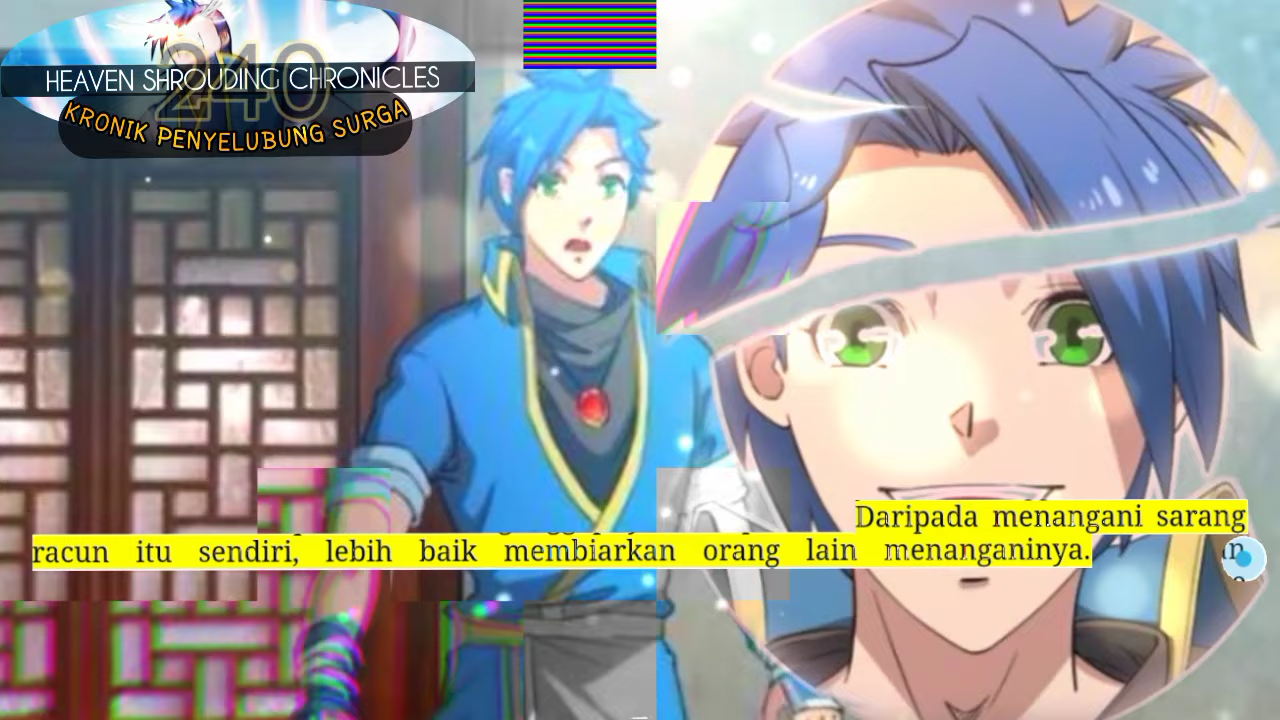 240
HEAVEN SHROUDING CHRONICLES
KRONIK PENYELUBUNG SURGA
Daripada menangani sarang
racun itu sendiri, lebih baik membiarkan orang lain menanganinya.